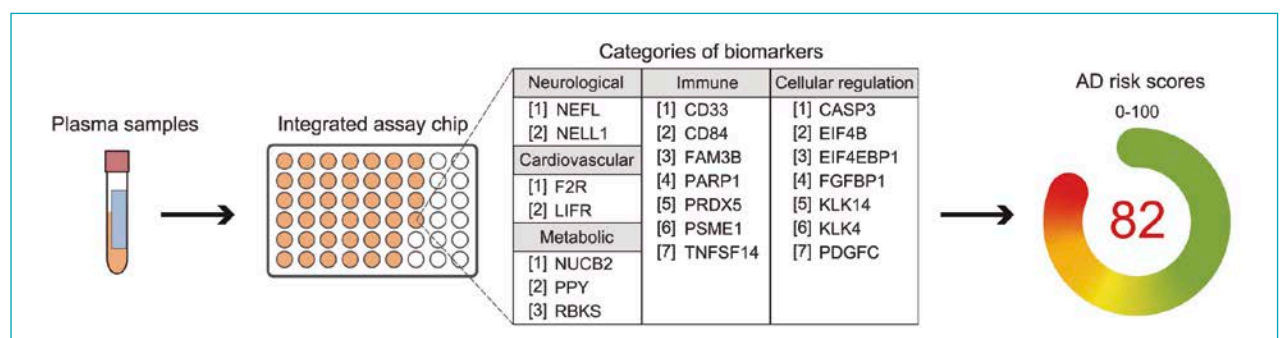 Categories of biomarkers
Plasma samples
Integrated assay chip
Neurological
[1] NEFL
[2] NELL1
Cardiovascular
[1] F2R
[2] LIFR
Metabolic
[1] NUCB2
[2] PPY
[3] RBKS
Immune
[1] CD33
[2] CD84
[3] FAM3B
[4] PARP1
[5] PRDX5
[6] PSME1
[7] TNFSF14
Cellular regulation
[1] CASP3
[2] EIF4B
[3] EIF4EBP1
[4] FGFBP1
[5] KLK14
[6] KLK4
[7] PDGFC
AD risk scores
0-100
82